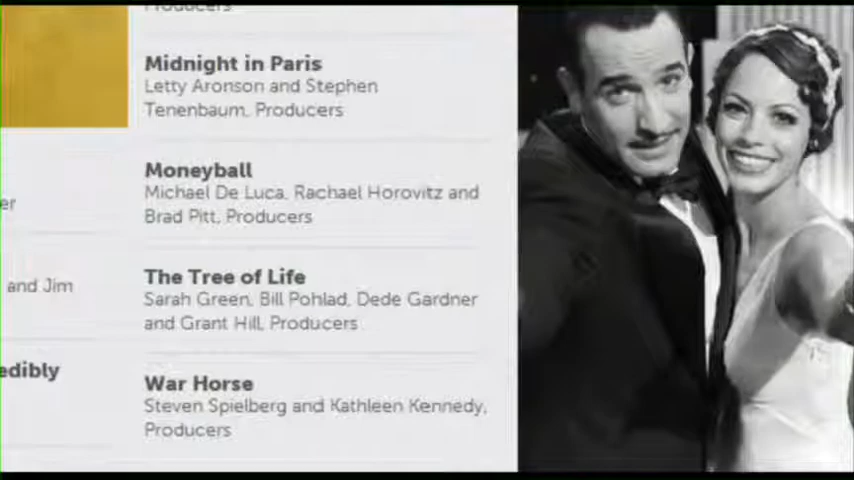 Producers
Midnight in Paris
Letty Aronson and Stephen
Tenenbaum, Producers
Moneyball
Michael De Luca, Rachael Horovitz and
Brad Pitt, Producers
er
The Tree of Life
and Jim
Sarah Green, Bill Pohlad, Dede Gardner
and Grant Hill, Producers
edibly
War Horse
Steven Spielberg and Kathleen Kennedy,
Producers